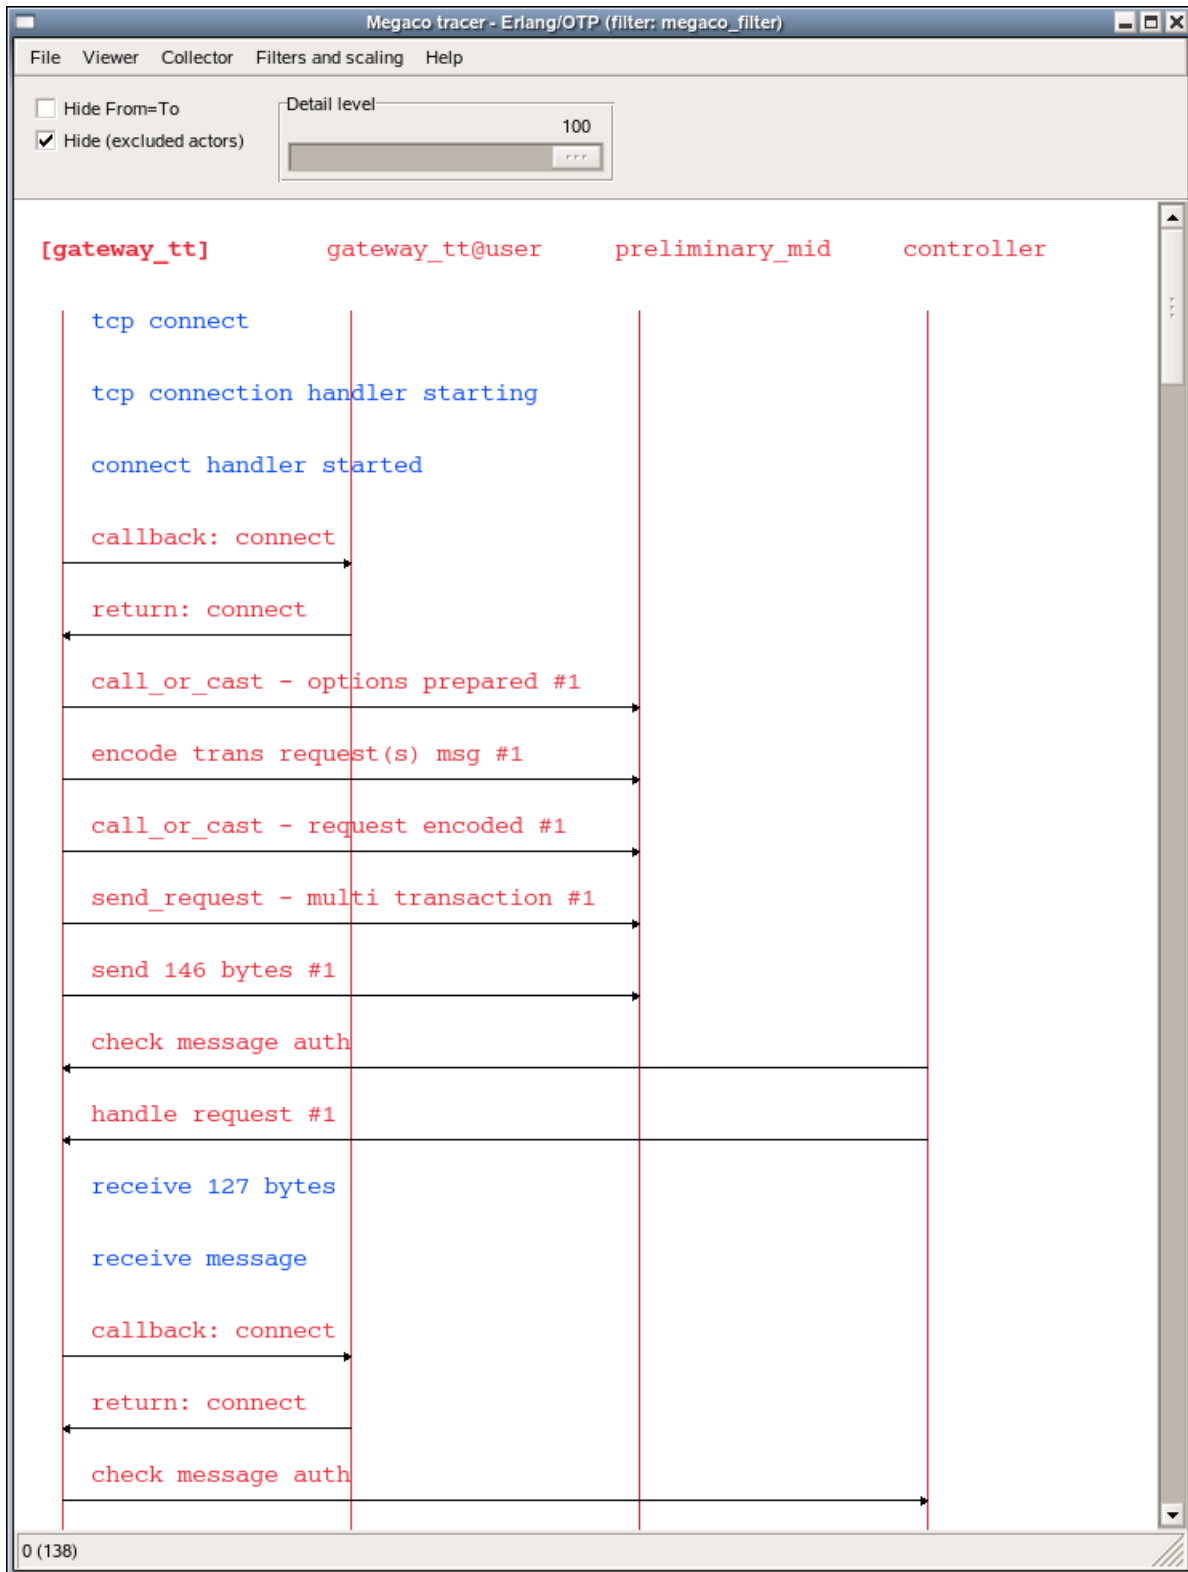 Megaco tracer - Erlang/OTP (filter: megaco_filter)
File Viewer Collector Filters and scaling Help
Hide From=To
Detail level
100
Hide (excluded actors)
[gateway_tt] gateway_tt@user preliminary_mid controller
tcp connect
tcp connection handler starting
connect handler started
callback: connect
return: connect
call_or_cast - options prepared #1
encode trans request(s) msg #1
call_or_cast - request encoded #1
send_request - multi transaction #1
send 146 bytes #1
check message auth
handle request #1
receive 127 bytes
receive message
callback: connect
return: connect
check message auth
0 (138)